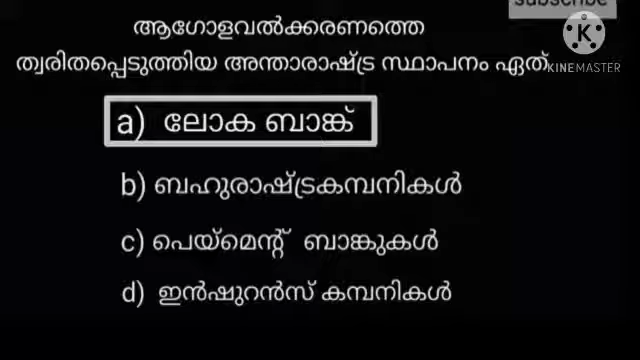 subscribe
ആഗോളവൽക്കരണത്തെ
ത്വരിതപ്പെടുത്തിയ അന്താരാഷ്ട്ര സ്ഥാപനം ഏത്
KINEMASTER
a) ലോക ബാങ്ക്
b) ബഹുരാഷ്ട്രകമ്പനികൾ
c) പെയ്മെന്റ് ബാങ്കുകൾ
d) ഇൻഷുറൻസ് കമ്പനികൾ